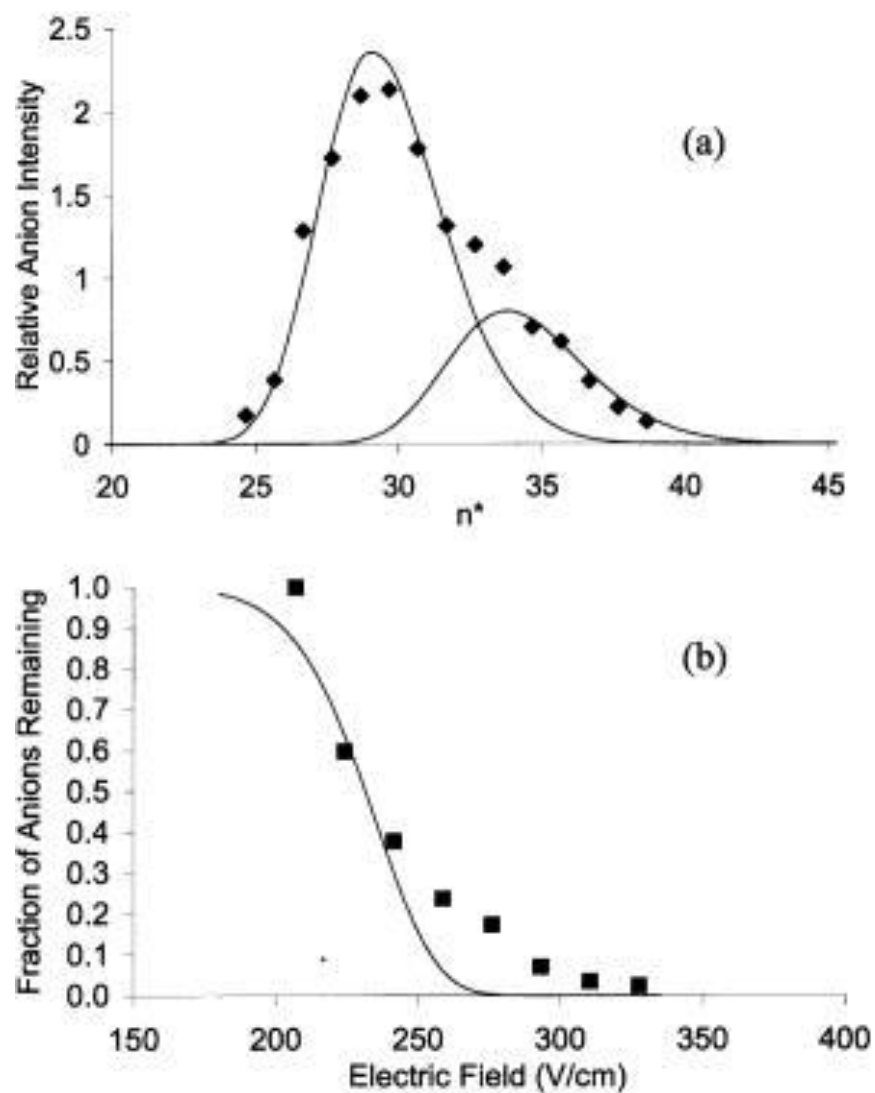 2.5
2
1.5
1
0.5
0
Relative Anion Intensity
(a)
20 25 30 35 40 45
n*
1.0
0.9
0.8
0.7
0.6
0.5
0.4
0.3
0.2
0.1
0.0
Fraction of Anions Remaining
(b)
150 200 250 300 350 400
Electric Field (V/cm)